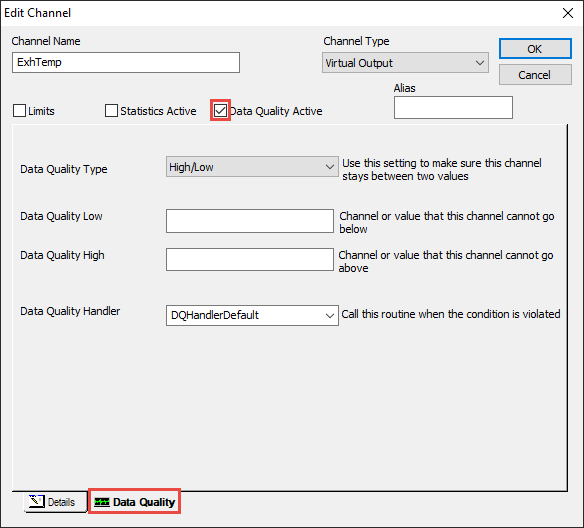 Edit Channel
Channel Name
ExhTemp
Channel Type
Virtual Output
OK
Cancel
Alias
Limits
Statistics Active
Data Quality Active
Data Quality Type
High/Low
Use this setting to make sure this channel
stays between two values
Data Quality Low
Channel or value that this channel cannot go
below
Data Quality High
Channel or value that this channel cannot go
above
Data Quality Handler
DQHandlerDefault
Call this routine when the condition is violated
Details
Data Quality